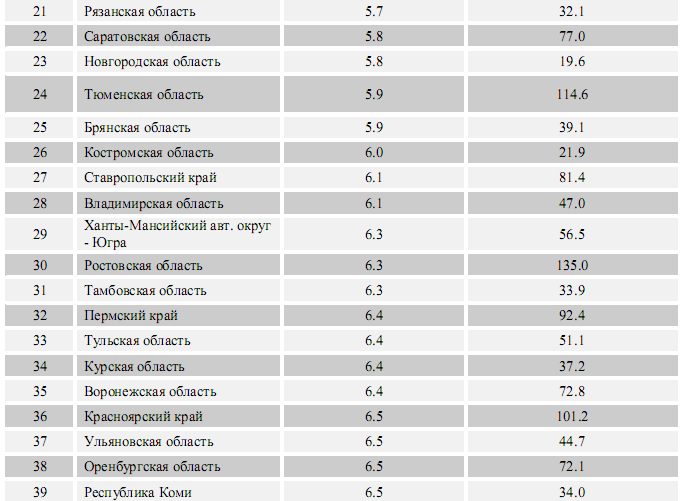 21 Рязанская область 5.7 32.1
22 Саратовская область 5.8 77.0
23 Новгородская область 5.8 19.6
24 Тюменская область 5.9 114.6
25 Брянская область 5.9 39.1
26 Костромская область 6.0 21.9
27 Ставропольский край 6.1 81.4
28 Владимирская область 6.1 47.0
29 Ханты-Мансийский авт. округ 6.3 56.5
- Югра
30 Ростовская область 6.3 135.0
31 Тамбовская область 6.3 33.9
32 Пермский край 6.4 92.4
33 Тульская область 6.4 51.1
34 Курская область 6.4 37.2
35 Воронежская область 6.4 72.8
36 Красноярский край 6.5 101.2
37 Ульяновская область 6.5 44.7
38 Оренбургская область 6.5 72.1
39 Республика Коми 6.5 34.0